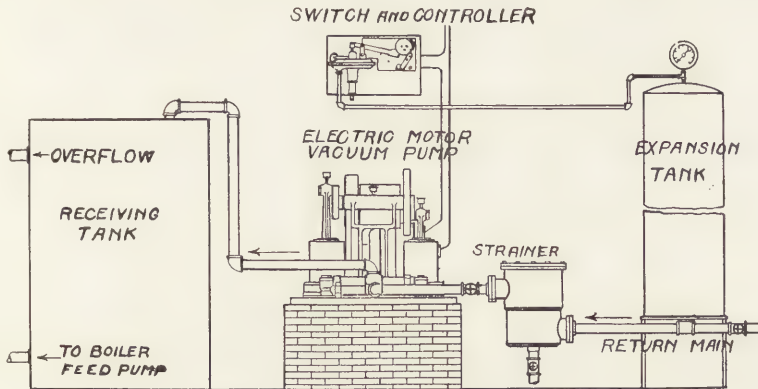 SWITCH AND CONTROLLER
ELECTRIC MOTOR
VACUUM PUMP
EXPANSION
TANK
OVERFLOW
RECEIVING
TANK
STRAINER
RETURN MAIN
TO BOILER
FEED PUMP